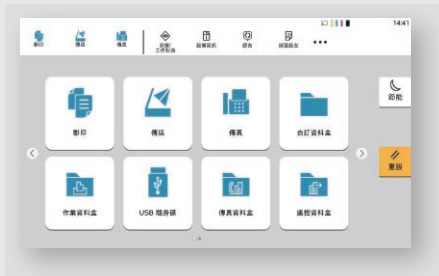 14:41
影印
傳送
傳真
狀態/
工作取消
設備資訊
語言
節能
影印
傳送
傳真
自訂資料盒
重設
作業資料盒
USB 隨身碟
傳真資料盒
遙控資料盒